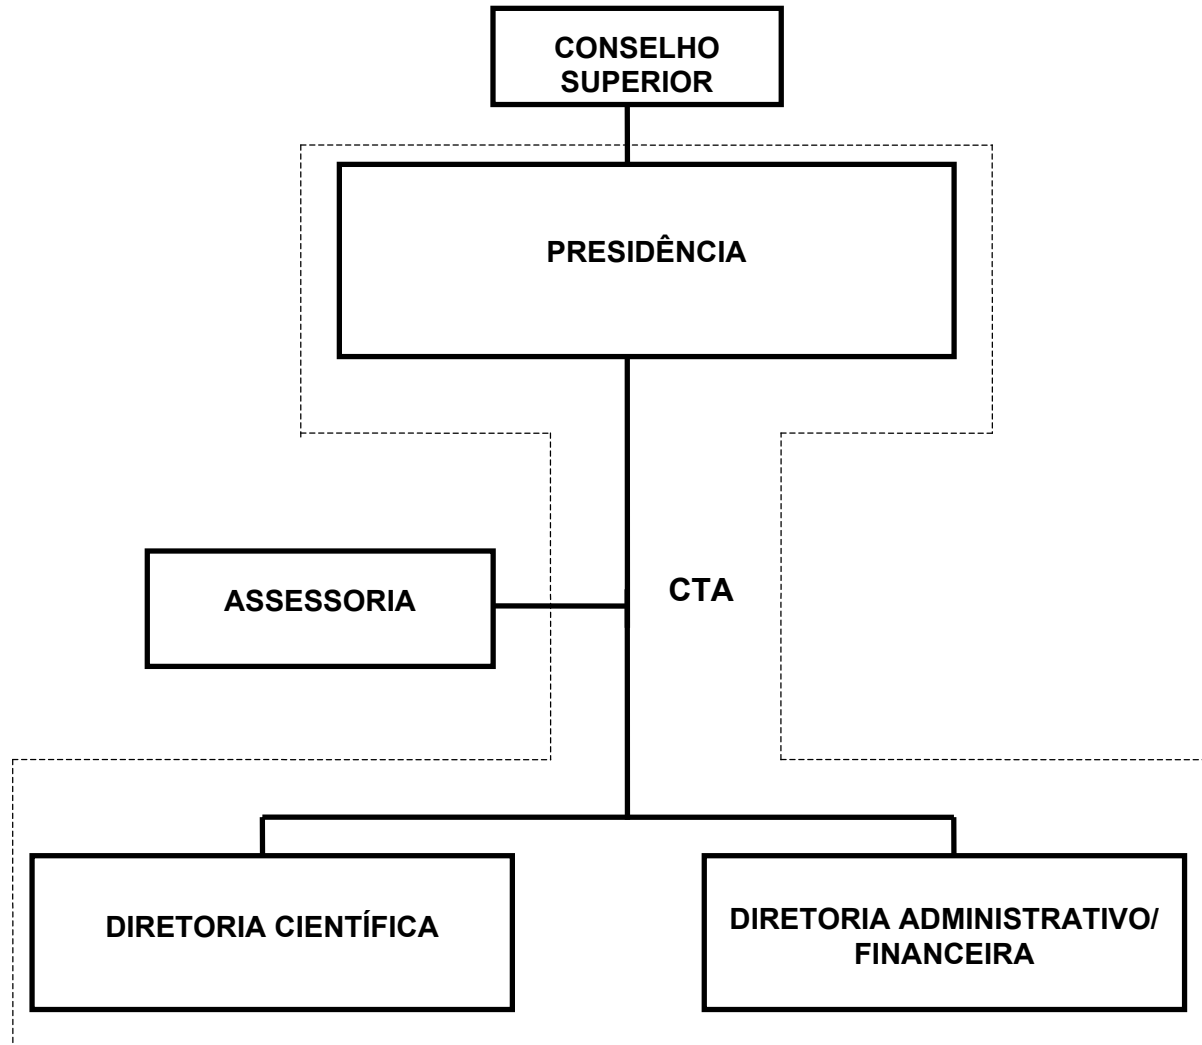 CONSELHO
SUPERIOR
PRESIDÊNCIA
ASSESSORIA
CTA
DIRETORIA CIENTÍFICA
DIRETORIA ADMINISTRATIVO/
FINANCEIRA